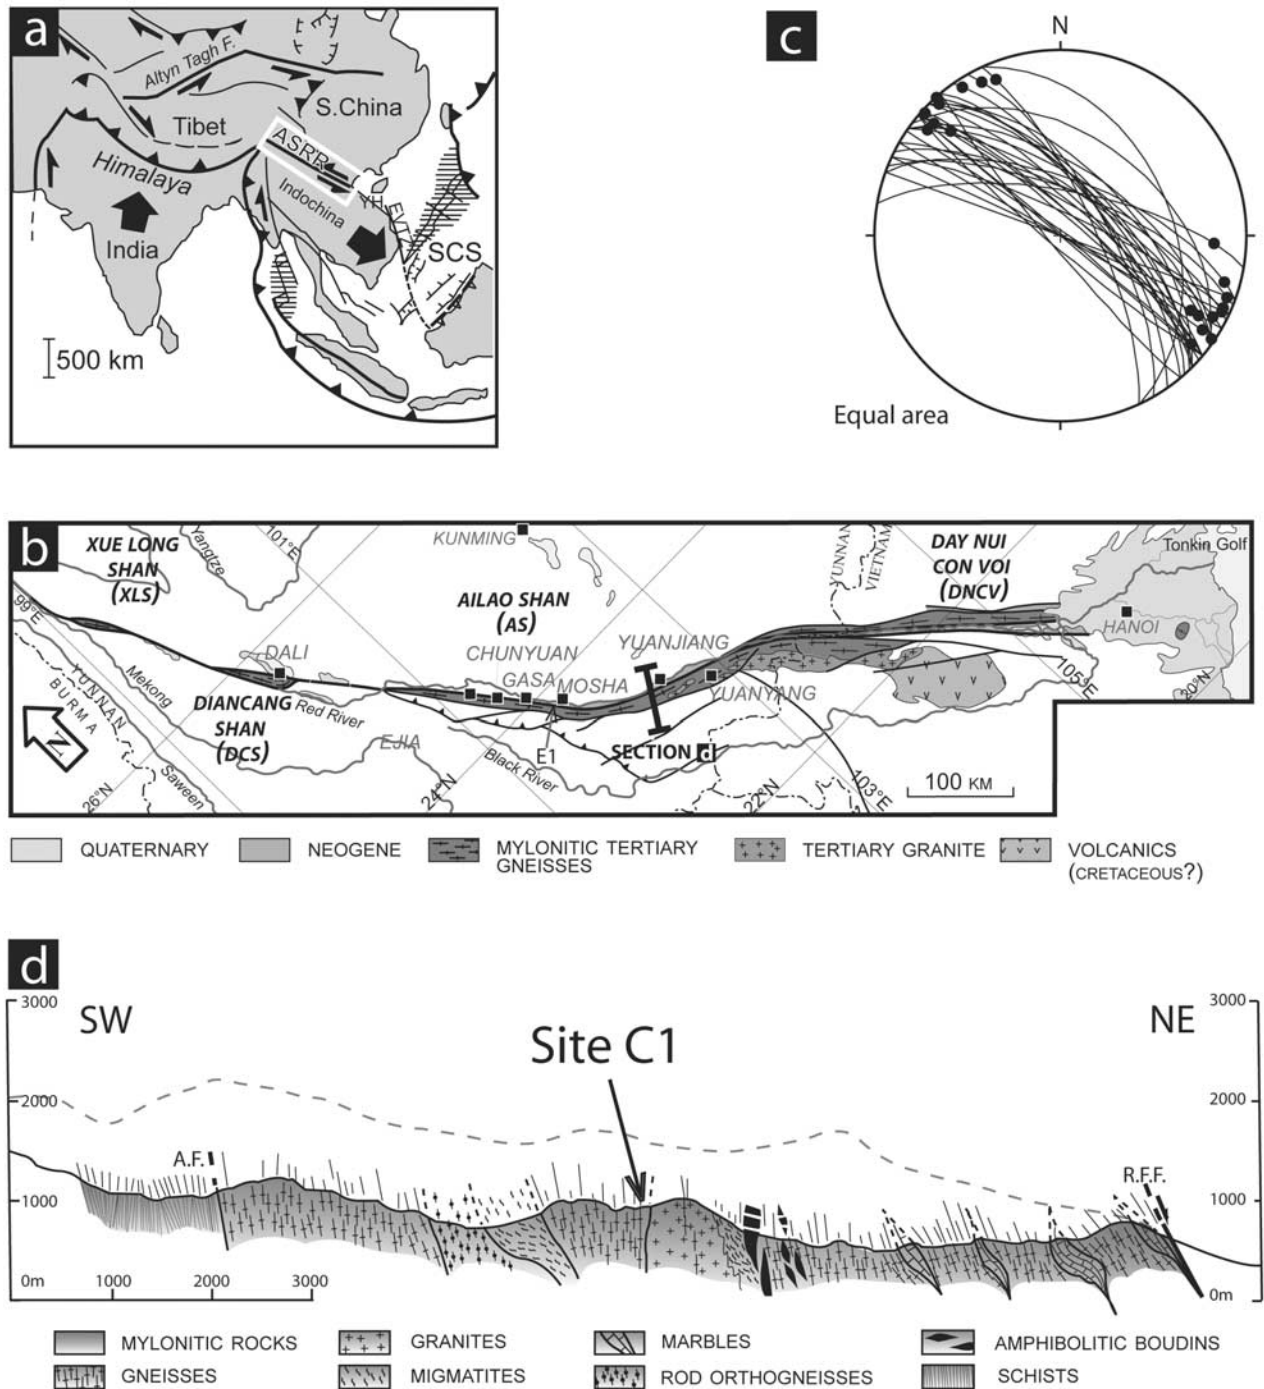 a
Altyn Tagh F.
S.China
Tibet
ASRR
Himalaya
Indochina
YH
EVT
India
SCS
500 km
c
N
Equal area
b
XUE LONG
SHAN
(XLS)
Yangtze
101°E
KUNMING
YUNNAN
VIETNAM
DAY NUI
CON VOI
(DNCV)
Tonkin Golf
99°E
AILAO SHAN
(AS)
DALI
CHUNYUAN
YUANJIANG
HANOI
GASA
MOSHA
YUANYANG
Mekong
YUNNAN
BURMA
DIANCANG
SHAN
(DCS)
Red River
105°E
20°N
N
EJIA
E1
SECTION d
Black River
Saween
26°N
24°N
22°N
103°E
100 KM
QUATERNARY
NEOGENE
MYLONITIC TERTIARY
GNEISSES
TERTIARY GRANITE
VOLCANICS
(CRETACEOUS?)
d
3000
SW
Site C1
NE
3000
2000
2000
A.F.
R.F.F.
1000
1000
0m
1000
2000
3000
0m
MYLONITIC ROCKS
GRANITES
MARBLES
AMPHIBOLITIC BOUDINS
GNEISSES
MIGMATITES
ROD ORTHOGNEISSES
SCHISTS